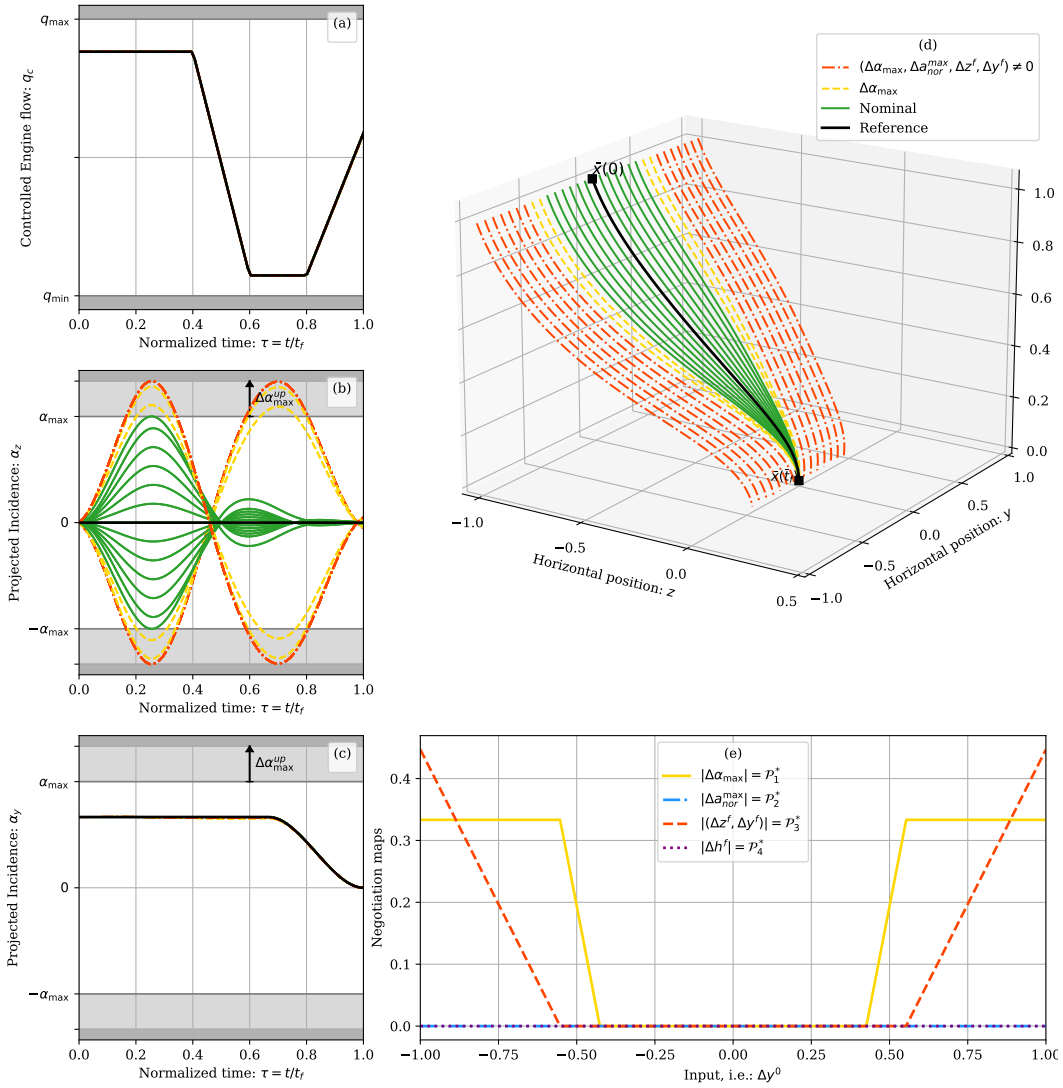 (a)
Controlled Engine flow: q_c
q_max
q_min
0.0 0.2 0.4 0.6 0.8 1.0
Normalized time: τ = t/t_f
(b)
Δα_max^up
Projected Incidence: α_z
α_max
0
−α_max
0.0 0.2 0.4 0.6 0.8 1.0
Normalized time: τ = t/t_f
(c)
Δα_max^up
Projected Incidence: α_y
α_max
0
−α_max
0.0 0.2 0.4 0.6 0.8 1.0
Normalized time: τ = t/t_f
(d)
(Δα_max, Δa_nor^max, Δz^f, Δy^f) ≠ 0
Δα_max
Nominal
Reference
x̄(0)
−1.0 −0.5 0.0 0.5
Horizontal position: z
−1.0 −0.5 0.0 0.5 1.0
Horizontal position: y
0.0 0.2 0.4 0.6 0.8 1.0
(e)
|Δα_max| = 𝒫_1^*
|Δa_nor^max| = 𝒫_2^*
|(Δz^f, Δy^f)| = 𝒫_3^*
|Δh^f| = 𝒫_4^*
Negotiation maps
0.4
0.3
0.2
0.1
0.0
−1.00 −0.75 −0.50 −0.25 0.00 0.25 0.50 0.75 1.00
Input, i.e.: Δy^0